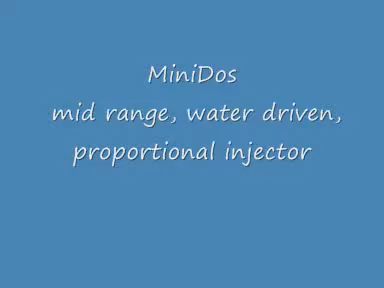 MiniDos
mid range, water driven,
proportional injector